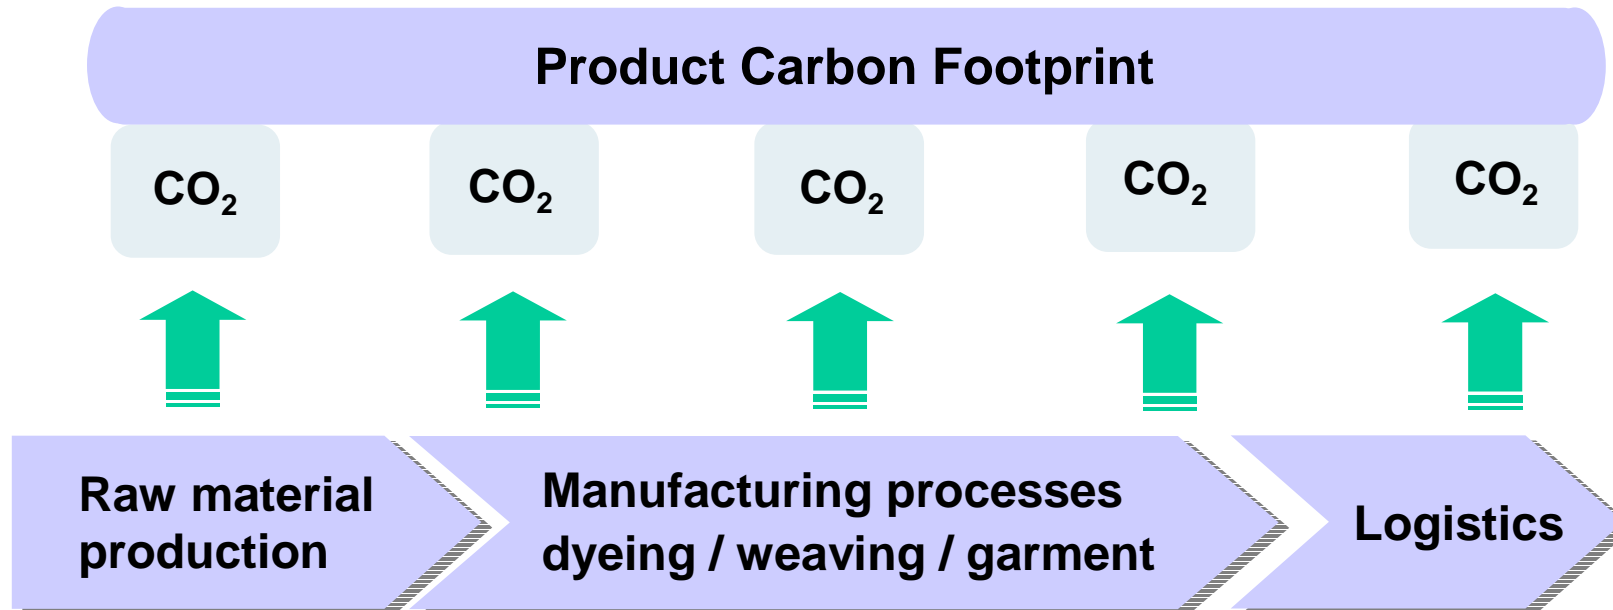 Product Carbon Footprint
CO₂
CO₂
CO₂
CO₂
CO₂
Raw material
production
Manufacturing processes
dyeing / weaving / garment
Logistics